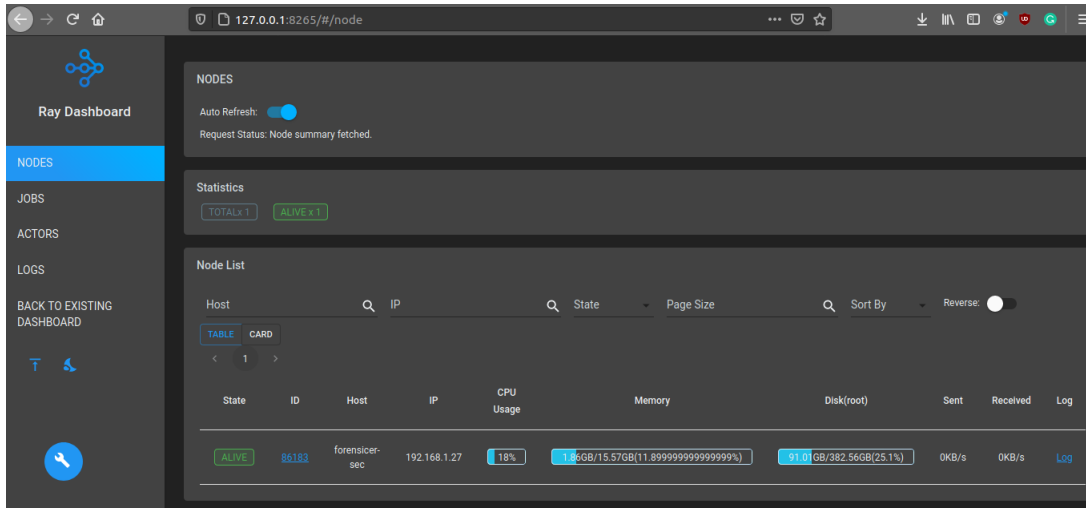 127.0.0.1:8265/#/node
Ray Dashboard
NODES
JOBS
ACTORS
LOGS
BACK TO EXISTING
DASHBOARD
NODES
Auto Refresh:
Request Status: Node summary fetched.
Statistics
TOTALx 1 ALIVE x 1
Node List
Host IP State Page Size Sort By Reverse:
TABLE CARD
< 1 >
State ID Host IP CPU Usage Memory Disk(root) Sent Received Log
ALIVE 86183 forensicer-sec 192.168.1.27 18% 1.86GB/15.57GB(11.899999999999999%) 91.01GB/382.56GB(25.1%) 0KB/s 0KB/s Log